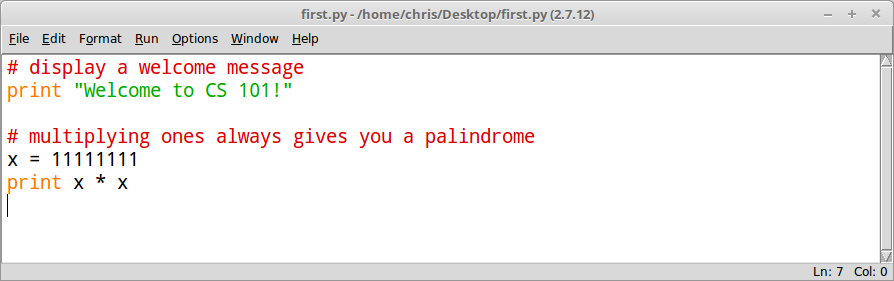 first.py - /home/chris/Desktop/first.py (2.7.12)
File Edit Format Run Options Window Help
# display a welcome message
print "Welcome to CS 101!"
# multiplying ones always gives you a palindrome
x = 11111111
print x * x
Ln: 7 Col: 0